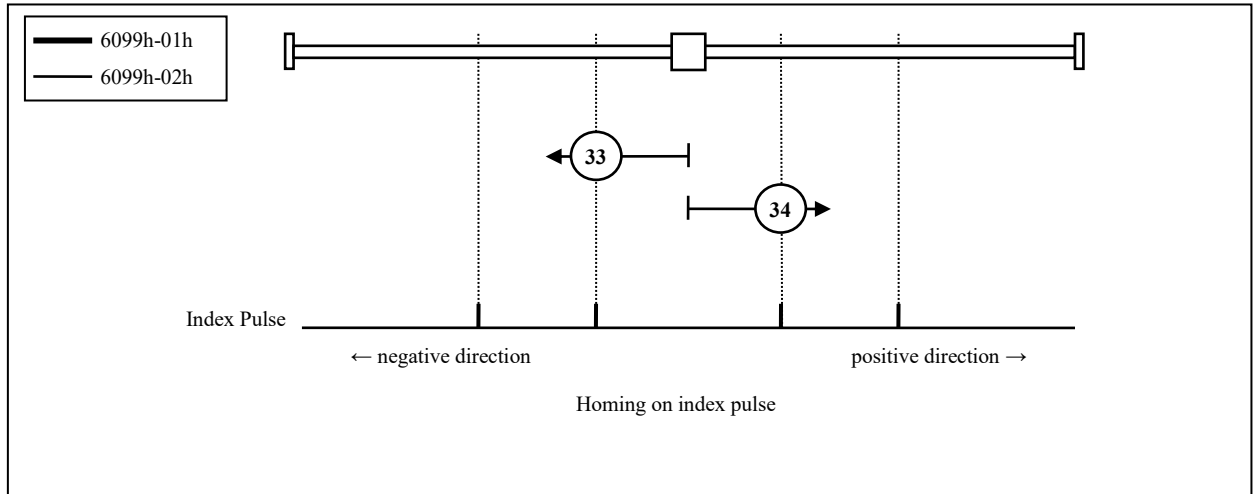 6099h-01h
6099h-02h
33
34
Index Pulse
← negative direction
positive direction →
Homing on index pulse